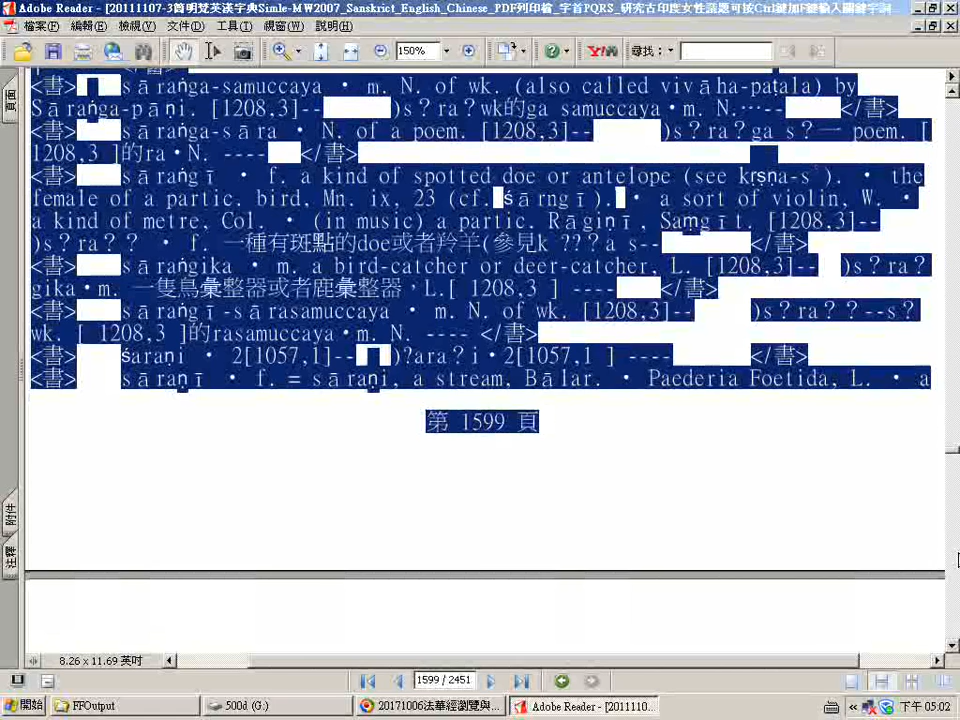 Adobe Reader - [20111107-3簡明梵英漢字典Simle-MW2007_Sanskrict_English_Chinese_PDF列印檔_字首PQRS_研究古印度女性話題可按Ctrl鍵加F鍵輸入關鍵字詞...
檔案(F) 編輯(E) 檢視(V) 文件(D) 工具(T) 視窗(W) 說明(H)
150% 尋找：
<書> sāraṅga-samuccaya • m. N. of wk. (also called vivāha-paṭala) by
Sāraṅga-pāṇi. [1208,3]-- )s？ra？wk的ga samuccaya•m. N.…-- </書>
<書> sāraṅga-sāra • N. of a poem. [1208,3]-- )s？ra？ga s？一 poem. [
1208,3 ]的ra•N. ---- </書>
<書> sāraṅgī • f. a kind of spotted doe or antelope (see kṛṣṇa-s ). • the
female of a partic. bird, Mn. ix, 23 (cf. śārngī). • a sort of violin, W. •
a kind of metre, Col. • (in music) a partic. Rāgiṇī, Saṃgīt. [1208,3]--
)s？ra？？ • f. 一種有斑點的doe或者羚羊(參見k ???a s-- </書>
<書> sāraṅgika • m. a bird-catcher or deer-catcher, L. [1208,3]-- )s？ra？
gika•m. 一隻鳥彙整器或者鹿彙整器，L.[ 1208,3 ] ---- </書>
<書> sāraṅgī-sārasamuccaya • m. N. of wk. [1208,3]-- )s？ra？？--s？
wk. [ 1208,3 ]的rasamuccaya•m. N. ---- </書>
<書> śaraṇi • 2[1057,1]-- )?ara？i•2[1057,1 ] ---- </書>
<書> sāraṇī • f. = sāraṇi, a stream, Bālar. • Paederia Foetida, L. • a
第 1599 頁
頁面
附件
注釋
8.26 x 11.69 英吋
1599 / 2451
開始 FFOutput 500d (G:) 20171006法華經瀏覽與... Adobe Reader - [2011110... 下午 05:02